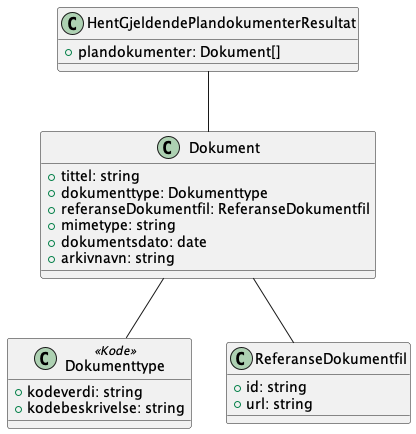 C HentGjeldendePlandokumenterResultat
plandokumenter: Dokument[]
C Dokument
tittel: string
dokumenttype: Dokumenttype
referanseDokumentfil: ReferanseDokumentfil
mimetype: string
dokumentsdato: date
arkivnavn: string
«Kode»
C Dokumenttype
kodeverdi: string
kodebeskrivelse: string
C ReferanseDokumentfil
id: string
url: string